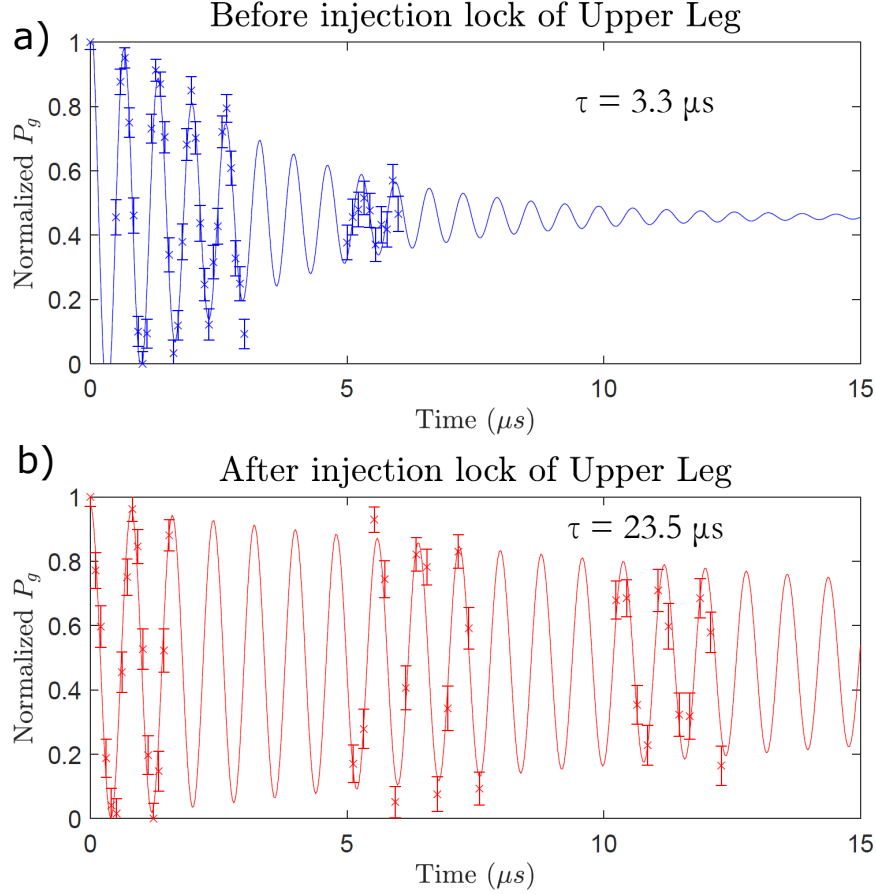 Before injection lock of Upper Leg
a)
1
0.8
0.6
0.4
0.2
0
Normalized P_g
τ = 3.3 μs
0
5
10
15
Time (μs)
b)
After injection lock of Upper Leg
1
0.8
0.6
0.4
0.2
0
Normalized P_g
τ = 23.5 μs
0
5
10
15
Time (μs)